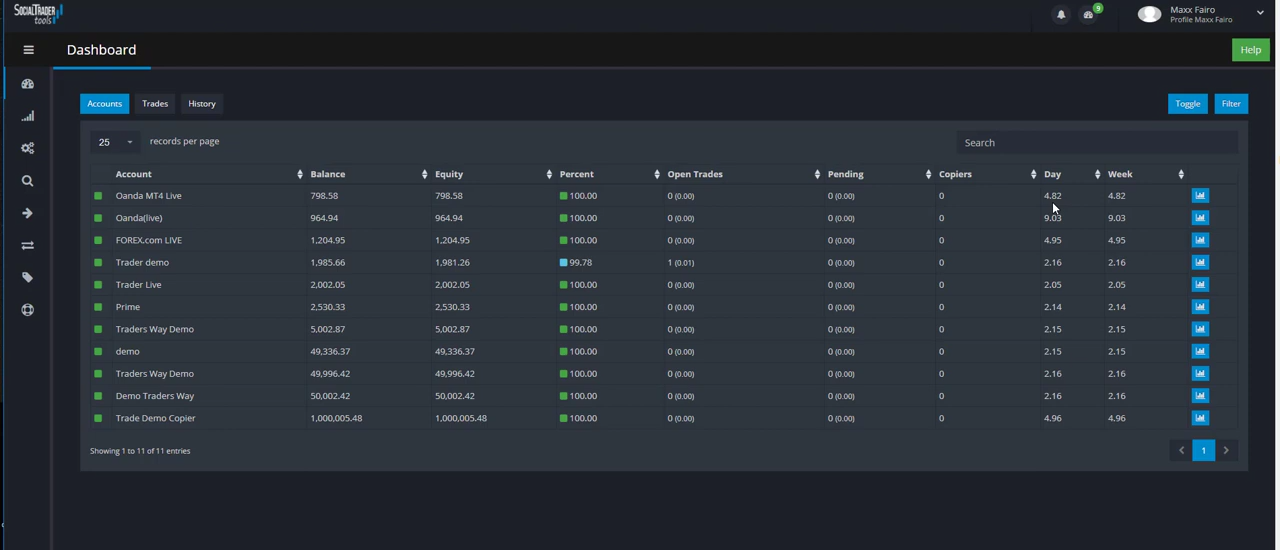 SOCIALTRADER
tools
9
Maxx Fairo
Profile Maxx Fairo
Dashboard
Help
Accounts Trades History Toggle Filter
25 records per page Search
Account Balance Equity Percent Open Trades Pending Copiers Day Week
Oanda MT4 Live 798.58 798.58 100.00 0 (0.00) 0 (0.00) 0 4.82 4.82
Oanda(live) 964.94 964.94 100.00 0 (0.00) 0 (0.00) 0 9.03 9.03
FOREX.com LIVE 1,204.95 1,204.95 100.00 0 (0.00) 0 (0.00) 0 4.95 4.95
Trader demo 1,985.66 1,981.26 99.78 1 (0.01) 0 (0.00) 0 2.16 2.16
Trader Live 2,002.05 2,002.05 100.00 0 (0.00) 0 (0.00) 0 2.05 2.05
Prime 2,530.33 2,530.33 100.00 0 (0.00) 0 (0.00) 0 2.14 2.14
Traders Way Demo 5,002.87 5,002.87 100.00 0 (0.00) 0 (0.00) 0 2.15 2.15
demo 49,336.37 49,336.37 100.00 0 (0.00) 0 (0.00) 0 2.15 2.15
Traders Way Demo 49,996.42 49,996.42 100.00 0 (0.00) 0 (0.00) 0 2.16 2.16
Demo Traders Way 50,002.42 50,002.42 100.00 0 (0.00) 0 (0.00) 0 2.16 2.16
Trade Demo Copier 1,000,005.48 1,000,005.48 100.00 0 (0.00) 0 (0.00) 0 4.96 4.96
Showing 1 to 11 of 11 entries 1